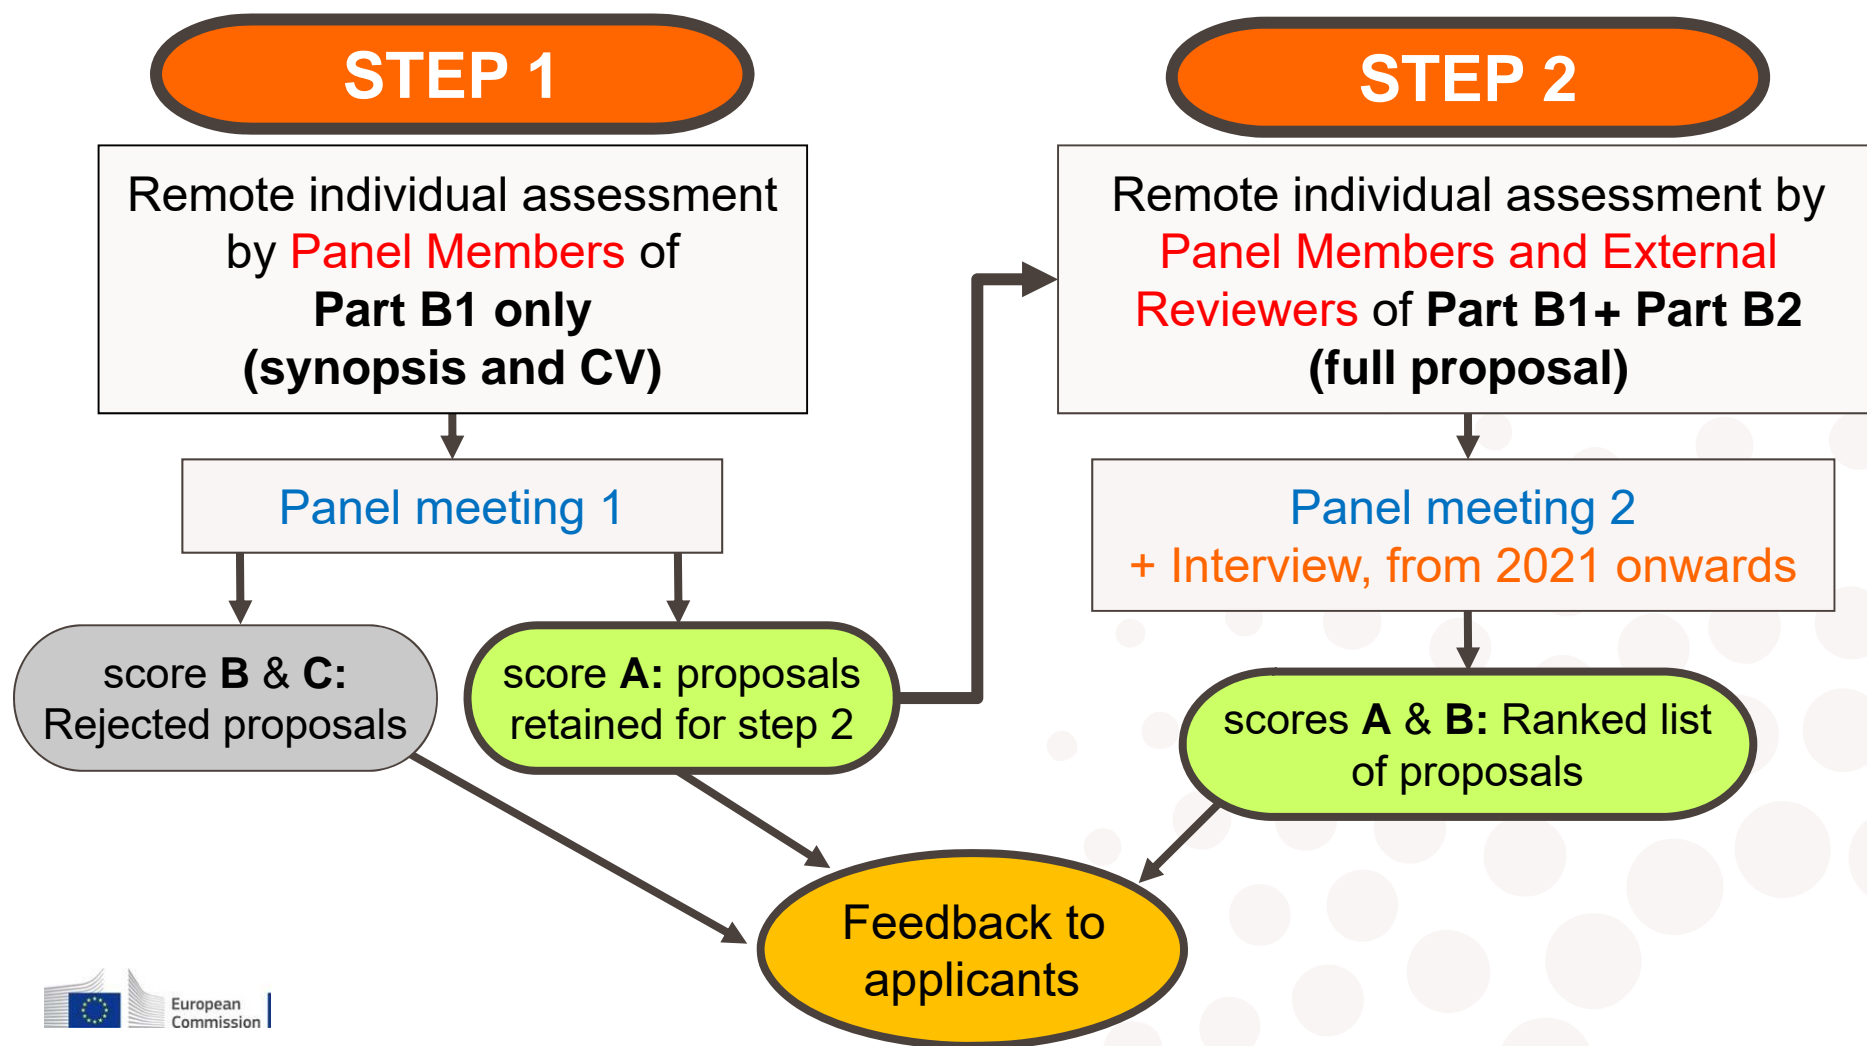 STEP 1
Remote individual assessment
by Panel Members of
Part B1 only
(synopsis and CV)
Panel meeting 1
score B & C:
Rejected proposals
score A: proposals
retained for step 2
STEP 2
Remote individual assessment by
Panel Members and External
Reviewers of Part B1+ Part B2
(full proposal)
Panel meeting 2
+ Interview, from 2021 onwards
scores A & B: Ranked list
of proposals
Feedback to
applicants
European
Commission